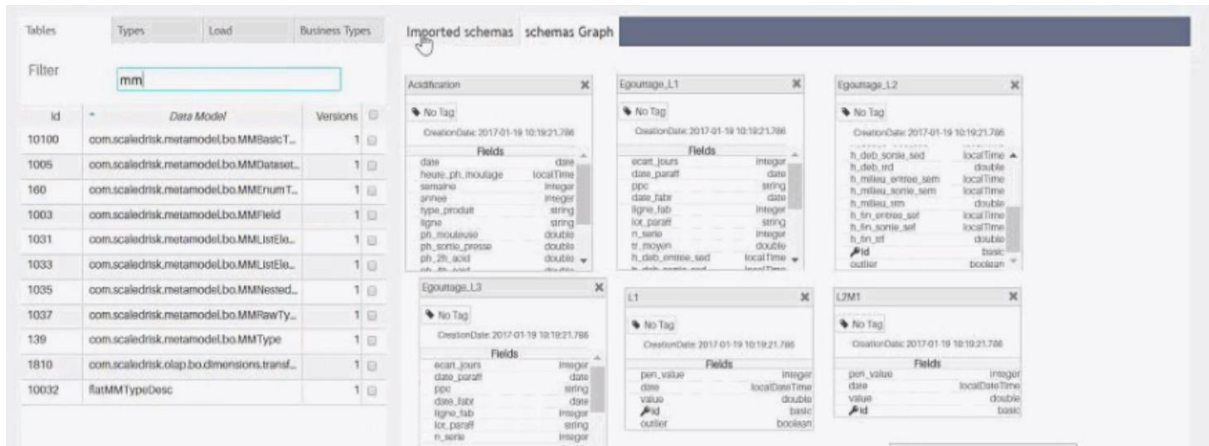 Tables Types Load Business Types
Filter mm
Id Data Model Versions
10100 com.scaledrisk.metamodel.bo.MMBasicT... 1
1005 com.scaledrisk.metamodel.bo.MMDataset... 1
160 com.scaledrisk.metamodel.bo.MMEnumT... 1
1003 com.scaledrisk.metamodel.bo.MMField 1
1031 com.scaledrisk.metamodel.bo.MMListEle... 1
1033 com.scaledrisk.metamodel.bo.MMListEle... 1
1035 com.scaledrisk.metamodel.bo.MMNested... 1
1037 com.scaledrisk.metamodel.bo.MMRawTy... 1
139 com.scaledrisk.metamodel.bo.MMType 1
1810 com.scaledrisk.olap.bo.dimensions.transf... 1
10032 flatMMTypeDesc 1
Imported schemas schemas Graph
Acidification
No Tag
CreationDate: 2017-01-19 10:19:21.786
Fields
date date
heure_ph_moulage localTime
semaine integer
annee integer
type_produit string
ligne string
ph_mouleuse double
ph_sortie_presse double
ph_2h_acid double
Egouttage_L1
No Tag
CreationDate: 2017-01-19 10:19:21.786
Fields
ecart_jours integer
date_paraff date
ppc string
date_fabr date
ligne_fab integer
lot_paraff string
n_serie integer
tr_moyen double
h_deb_entree_sed localTime
h_deb_sortie_sed localTime
Egouttage_L2
No Tag
CreationDate: 2017-01-19 10:19:21.786
h_deb_sortie_sed localTime
h_deb_trd double
h_milieu_entree_sem localTime
h_milieu_sortie_sem localTime
h_milieu_trm double
h_fin_entree_sef localTime
h_fin_sortie_sef localTime
h_fin_trf double
id basic
outlier boolean
Egouttage_L3
No Tag
CreationDate: 2017-01-19 10:19:21.786
Fields
ecart_jours integer
date_paraff date
ppc string
date_fabr date
ligne_fab integer
lot_paraff string
n_serie integer
L1
No Tag
CreationDate: 2017-01-19 10:19:21.786
Fields
pen_value integer
date localDateTime
value double
id basic
outlier boolean
L2M1
No Tag
CreationDate: 2017-01-19 10:19:21.786
Fields
pen_value integer
date localDateTime
value double
id basic